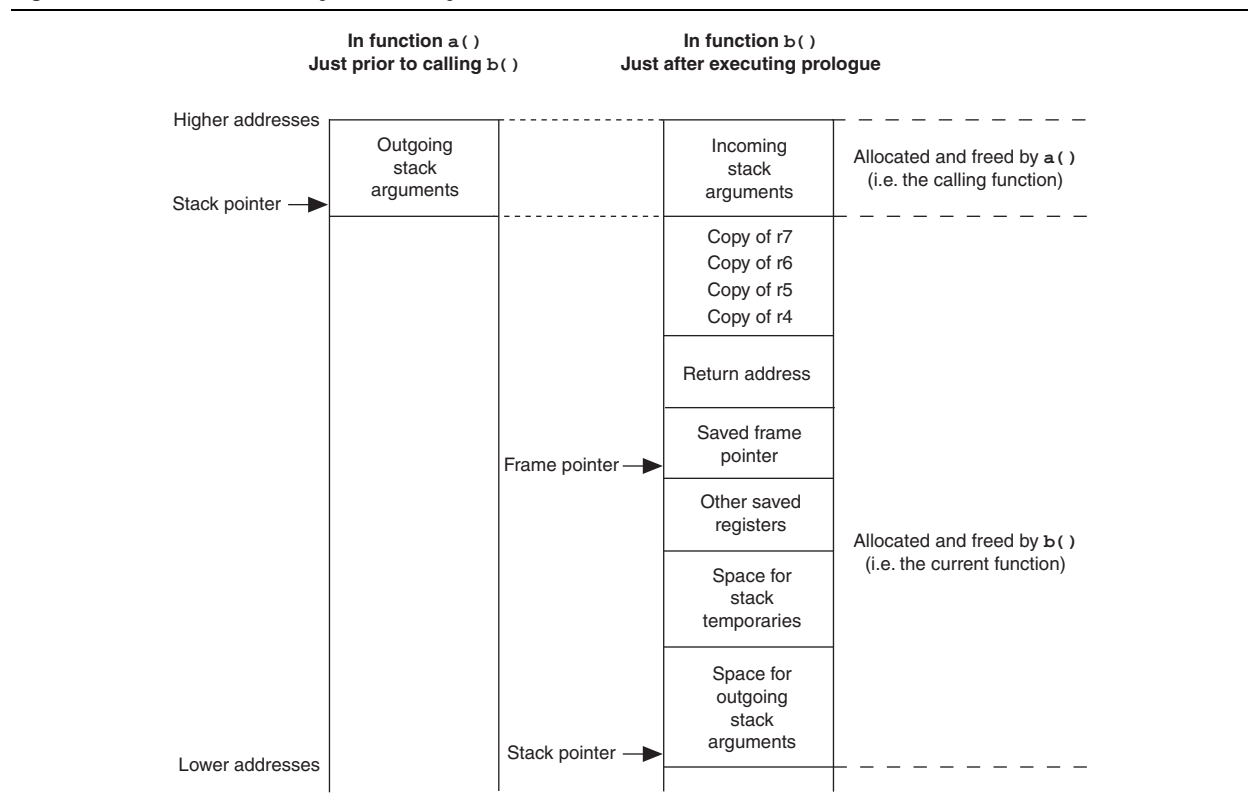 In function a()
Just prior to calling b()
In function b()
Just after executing prologue
Higher addresses
Outgoing
stack
arguments
Incoming
stack
arguments
Allocated and freed by a()
(i.e. the calling function)
Stack pointer
Copy of r7
Copy of r6
Copy of r5
Copy of r4
Return address
Saved frame
pointer
Frame pointer
Other saved
registers
Allocated and freed by b()
(i.e. the current function)
Space for
stack
temporaries
Space for
outgoing
stack
arguments
Stack pointer
Lower addresses